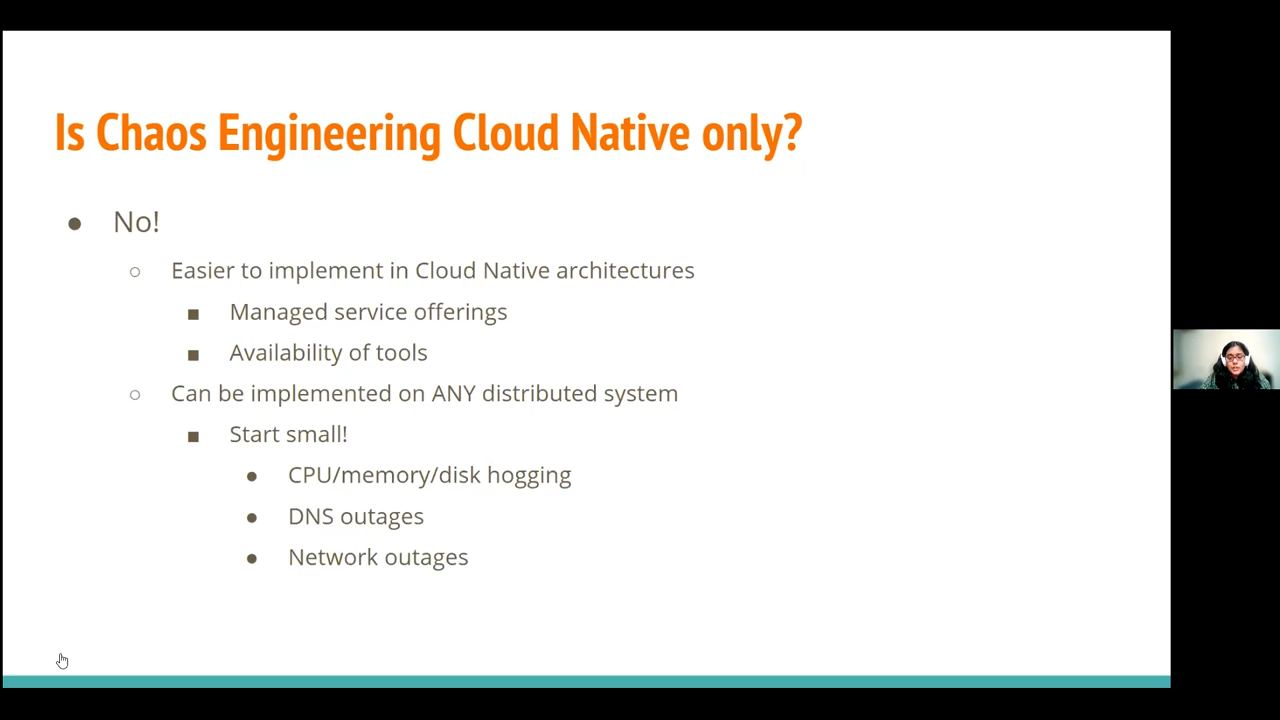 Is Chaos Engineering Cloud Native only?
No!
Easier to implement in Cloud Native architectures
Managed service offerings
Availability of tools
Can be implemented on ANY distributed system
Start small!
CPU/memory/disk hogging
DNS outages
Network outages